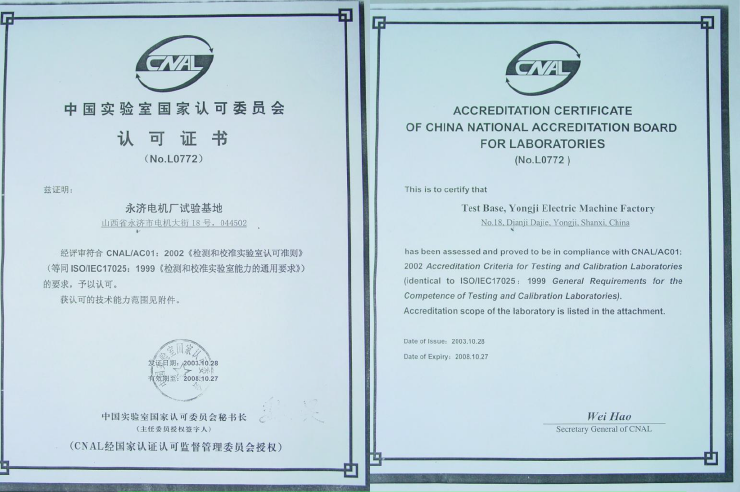 CNAL
中国实验室国家认可委员会
认可证书
（No.L0772）
兹证明：
永济电机厂试验基地
山西省永济市电机大街18号，044502
经评审符合 CNAL/AC01：2002《检测和校准实验室认可准则》
（等同 ISO/IEC17025：1999《检测和校准实验室能力的通用要求》）
的要求，予以认可。
获认可的技术能力范围见附件。
发证日期：2003.10.28
有效期至：2008.10.27
中国实验室国家认可委员会秘书长
（主任委员授权签字人）
（CNAL经国家认证认可监督管理委员会授权）
CNAL
ACCREDITATION CERTIFICATE
OF CHINA NATIONAL ACCREDITATION BOARD
FOR LABORATORIES
(No.L0772 )
This is to certify that
Test Base, Yongji Electric Machine Factory
No.18, Dianji Dajie, Yongji, Shanxi, China
has been assessed and proved to be in compliance with CNAL/AC01:
2002 Accreditation Criteria for Testing and Calibration Laboratories
(identical to ISO/IEC17025：1999 General Requirements for the
Competence of Testing and Calibration Laboratories).
Accreditation scope of the laboratory is listed in the attachment.
Date of Issue: 2003.10.28
Date of Expiry: 2008.10.27
Wei Hao
Secretary General of CNAL